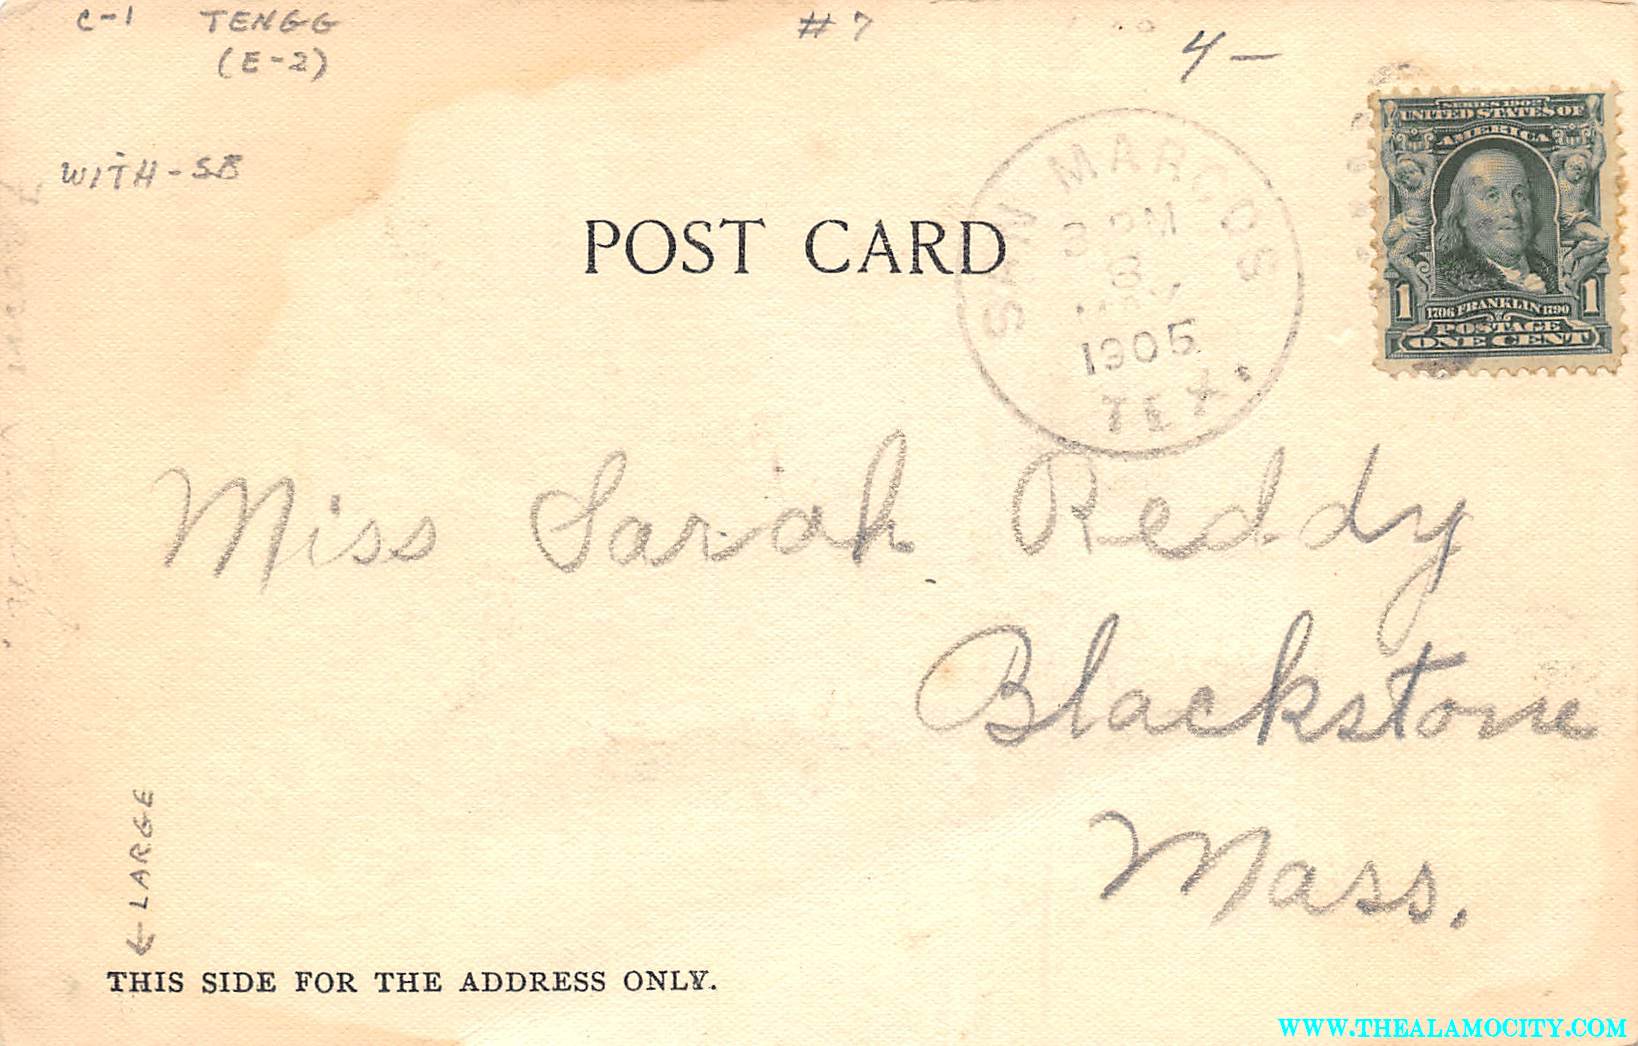 C-1 TENGG #7 4-
(E-2)
WITH-SB
POST CARD
SAN MARCOS
3 PM
8
1905
TEX.
SERIES 1902
UNITED STATES OF
AMERICA
1 1706 FRANKLIN 1790 1
POSTAGE
ONE CENT
Miss Sarah Reddy
Blackstone
Mass.
← LARGE
THIS SIDE FOR THE ADDRESS ONLY.
WWW.THEALAMOCITY.COM